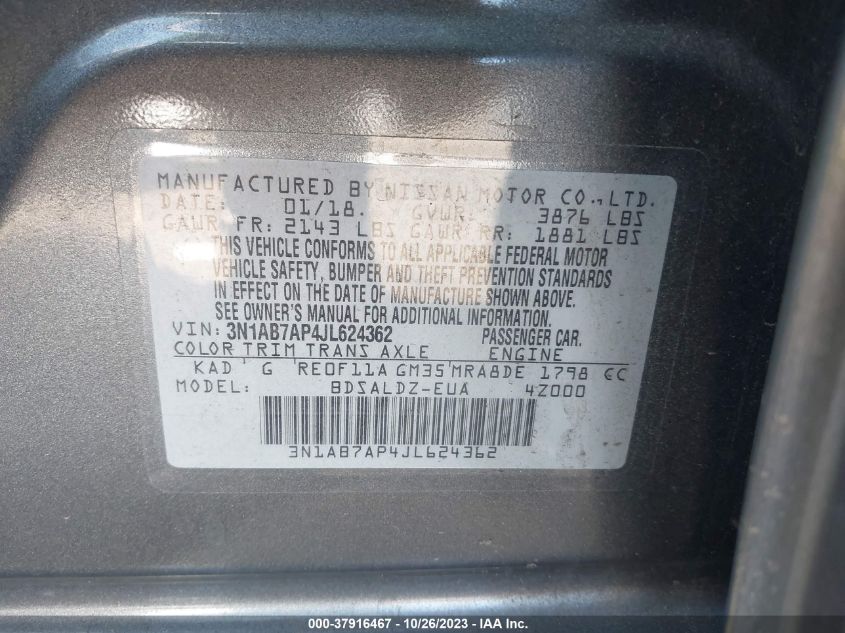 MANUFACTURED BY NISSAN MOTOR CO., LTD.
DATE: 01/18. GVWR: 3876 LBS
GAWR FR: 2143 LBS GAWR RR: 1881 LBS
THIS VEHICLE CONFORMS TO ALL APPLICABLE FEDERAL MOTOR
VEHICLE SAFETY, BUMPER AND THEFT PREVENTION STANDARDS
IN EFFECT ON THE DATE OF MANUFACTURE SHOWN ABOVE.
SEE OWNER'S MANUAL FOR ADDITIONAL INFORMATION.
VIN: 3N1AB7AP4JL624362 PASSENGER CAR.
COLOR TRIM TRANS AXLE ENGINE
KAD G RE0F11A GM35 MRA8DE 1798 CC
MODEL: BDSALDZ-EUA 4Z000
3N1AB7AP4JL624362
000-37916467 - 10/26/2023 - IAA Inc.